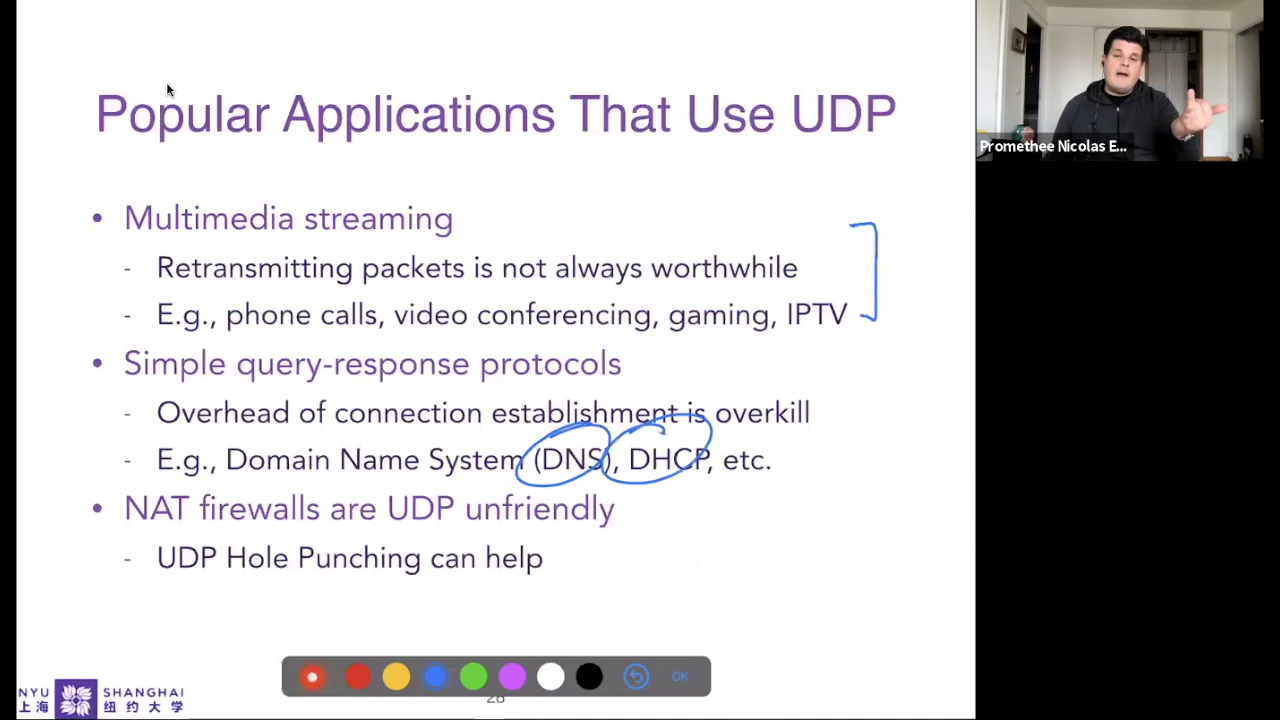 Popular Applications That Use UDP
• Multimedia streaming
- Retransmitting packets is not always worthwhile
- E.g., phone calls, video conferencing, gaming, IPTV
• Simple query-response protocols
- Overhead of connection establishment is overkill
- E.g., Domain Name System (DNS), DHCP, etc.
• NAT firewalls are UDP unfriendly
- UDP Hole Punching can help
Promethee Nicolas E...
OK
28
NYU SHANGHAI
上海 纽约大学